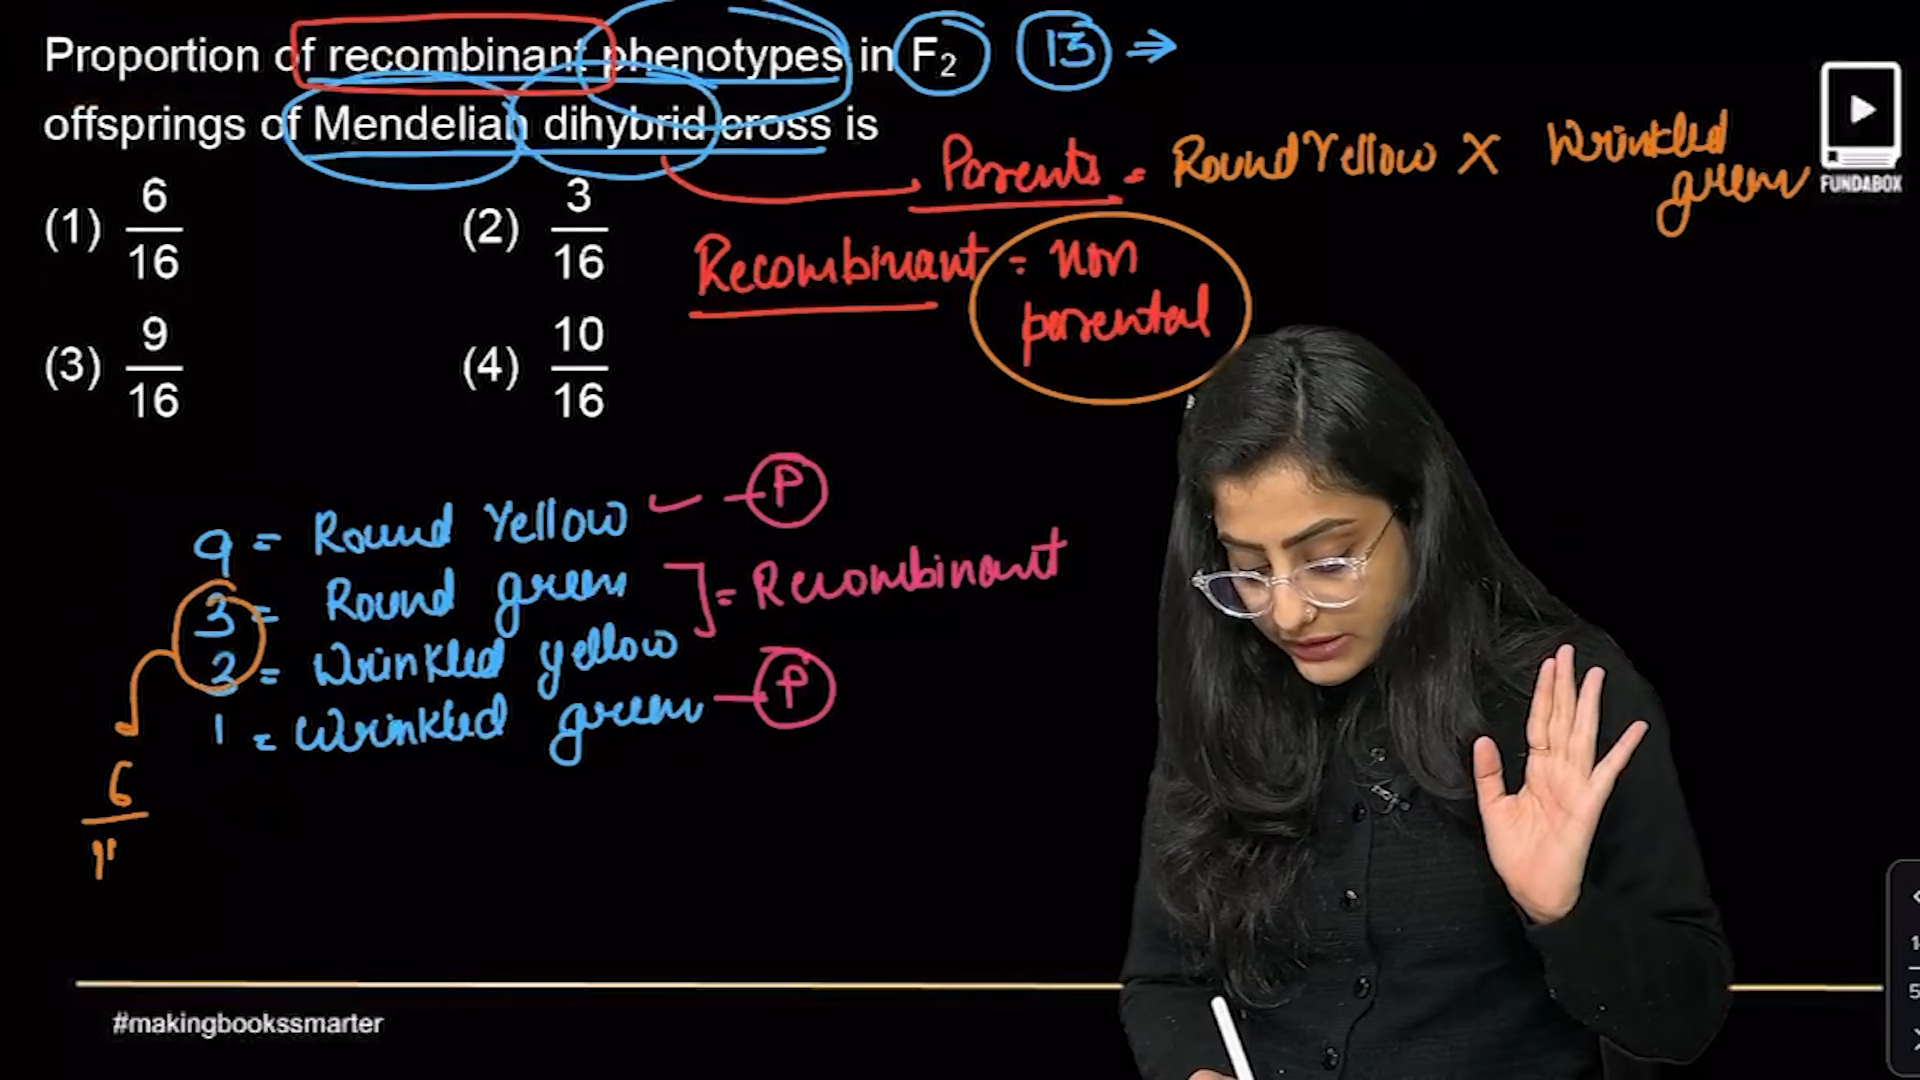 Proportion of recombinant phenotypes in F₂ 13 ⇒
offsprings of Mendelian dihybrid cross is
(1) 6/16 (2) 3/16
(3) 9/16 (4) 10/16
Parents = Round Yellow X Wrinkled
green
FUNDABOX
Recombinant = non
parental
9 = Round Yellow ✓ - P
3 = Round green
] = Recombinant
3 = Wrinkled yellow
1 = Wrinkled green - P
6
#makingbookssmarter